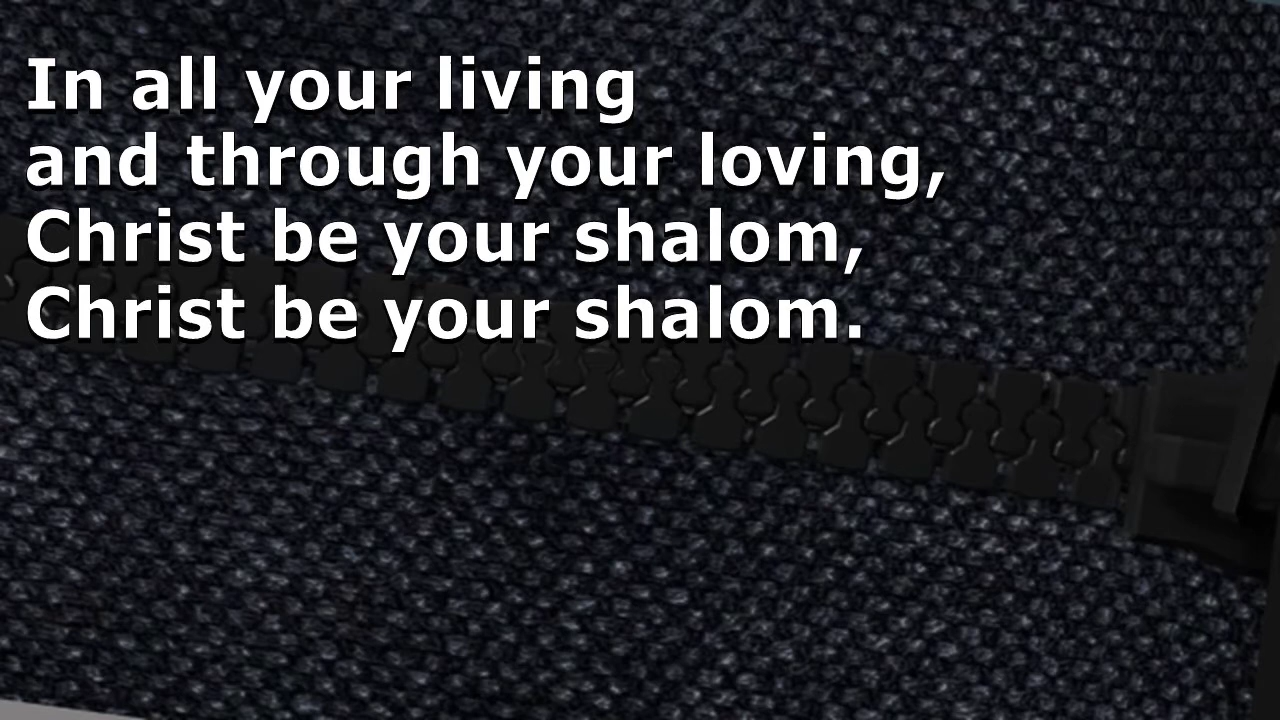 In all your living
and through your loving,
Christ be your shalom,
Christ be your shalom.